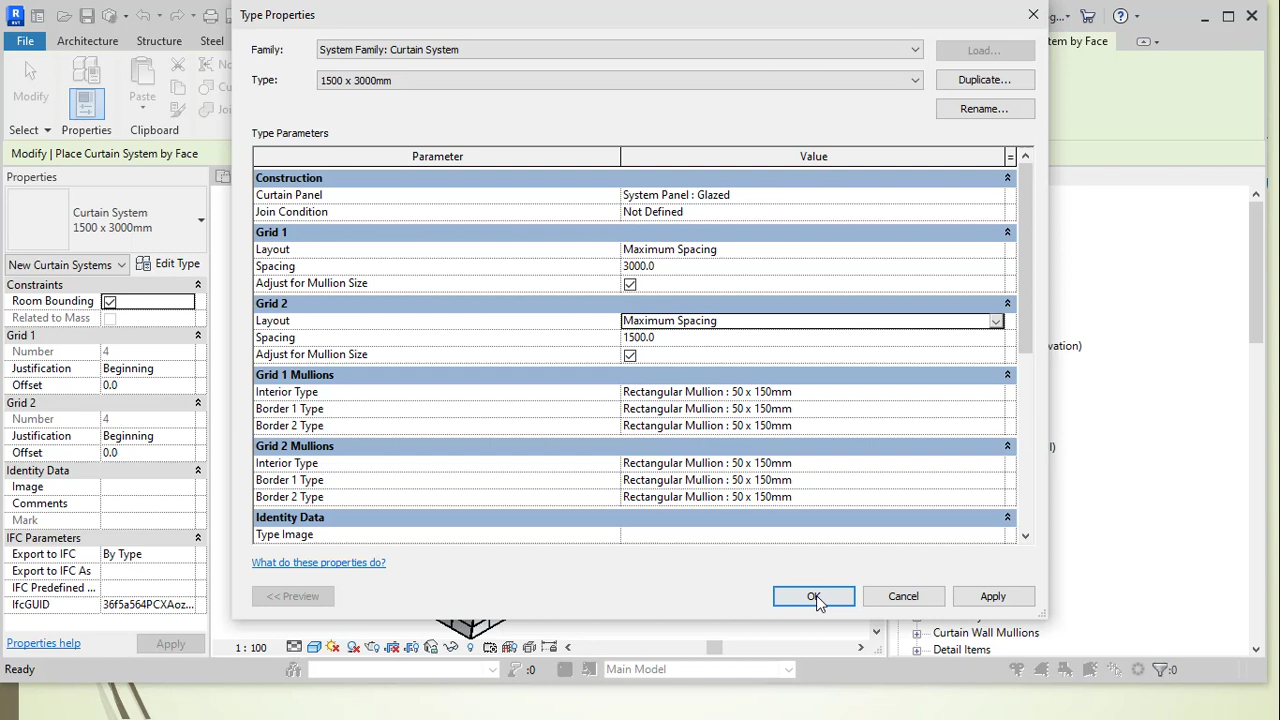 Type Properties
Family:
System Family: Curtain System
Load...
Type:
1500 x 3000mm
Duplicate...
Rename...
Type Parameters
Parameter
Value
=
Construction
Curtain Panel
System Panel : Glazed
Join Condition
Not Defined
Grid 1
Layout
Maximum Spacing
Spacing
3000.0
Adjust for Mullion Size
Grid 2
Layout
Maximum Spacing
Spacing
1500.0
Adjust for Mullion Size
Grid 1 Mullions
Interior Type
Rectangular Mullion : 50 x 150mm
Border 1 Type
Rectangular Mullion : 50 x 150mm
Border 2 Type
Rectangular Mullion : 50 x 150mm
Grid 2 Mullions
Interior Type
Rectangular Mullion : 50 x 150mm
Border 1 Type
Rectangular Mullion : 50 x 150mm
Border 2 Type
Rectangular Mullion : 50 x 150mm
Identity Data
Type Image
What do these properties do?
<< Preview
OK
Cancel
Apply
R
RVT
File
Architecture
Structure
Steel
Modify
Paste
No
Cu
Joi
Select
Properties
Clipboard
Modify | Place Curtain System by Face
Properties
Curtain System
1500 x 3000mm
New Curtain Systems
Edit Type
Constraints
Room Bounding
Related to Mass
Grid 1
Number
4
Justification
Beginning
Offset
0.0
Grid 2
Number
4
Justification
Beginning
Offset
0.0
Identity Data
Image
Comments
Mark
IFC Parameters
Export to IFC
By Type
Export to IFC As
IFC Predefined ...
IfcGUID
36f5a564PCXAoz...
Properties help
Apply
1 : 100
Ready
:0
Main Model
:0
g...
?
tem by Face
vation)
l)
Curtain Wall Mullions
Detail Items